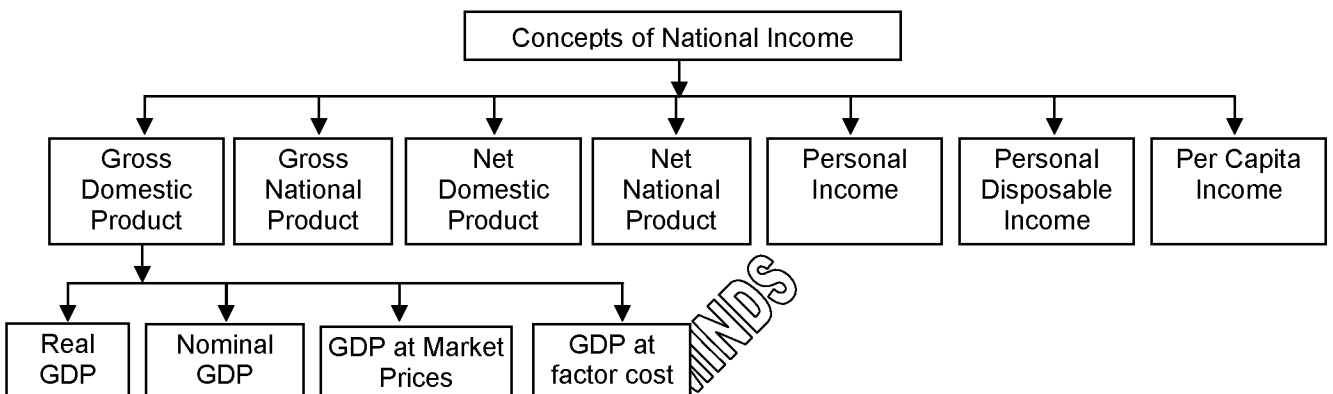 Concepts of National Income
Gross
Domestic
Product
Gross
National
Product
Net
Domestic
Product
Net
National
Product
Personal
Income
Personal
Disposable
Income
Per Capita
Income
Real
GDP
Nominal
GDP
GDP at Market
Prices
GDP at
factor cost
MINDS